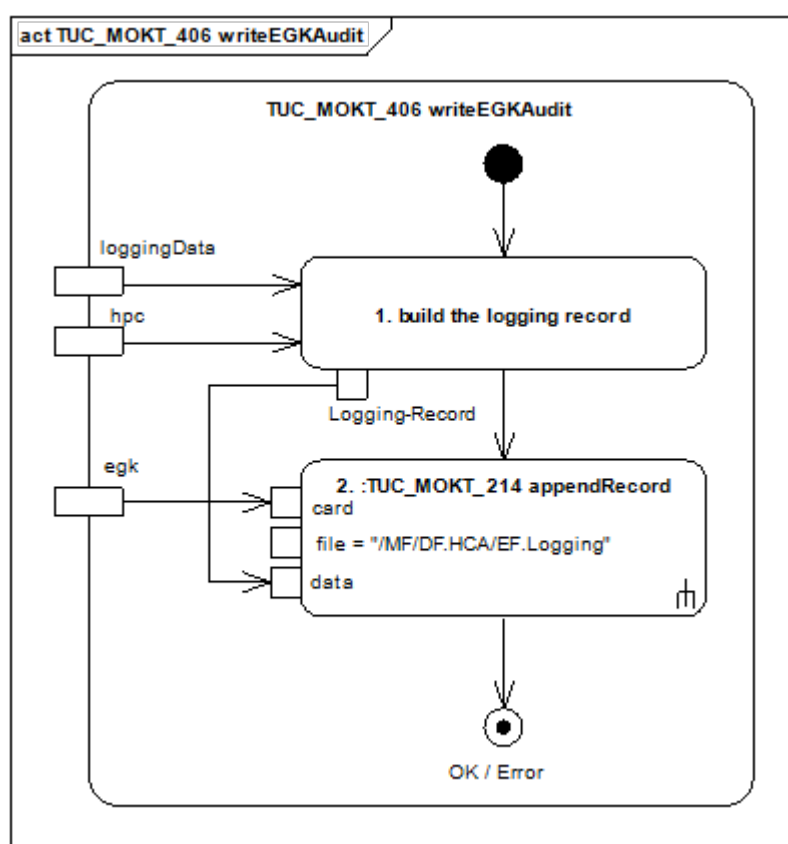 act TUC_MOKT_406 writeEGKAudit
TUC_MOKT_406 writeEGKAudit
loggingData
hpc
1. build the logging record
Logging-Record
egk
2. :TUC_MOKT_214 appendRecord
card
file = "/MF/DF.HCA/EF.Logging"
data
OK / Error